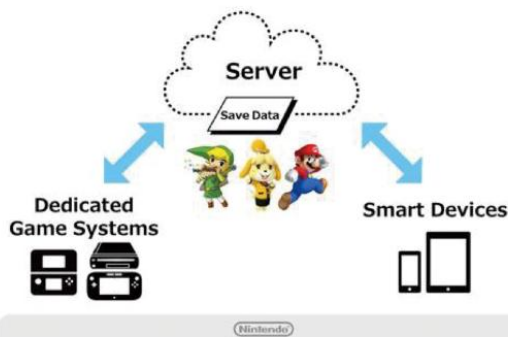 Server
Save Data
Dedicated
Game Systems
Smart Devices
Nintendo